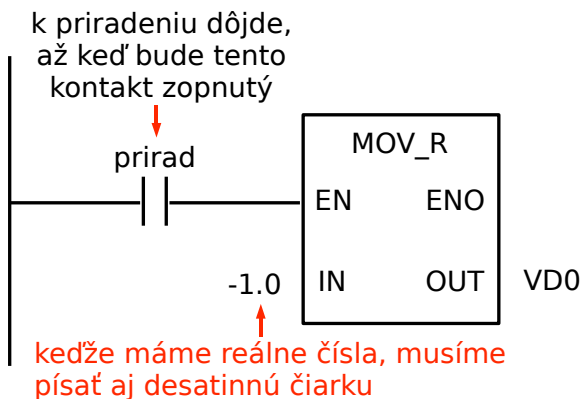 k priradeniu dôjde,
až keď bude tento
kontakt zopnutý
prirad
MOV_R
EN ENO
-1.0 IN OUT VD0
keďže máme reálne čísla, musíme
písať aj desatinnú čiarku